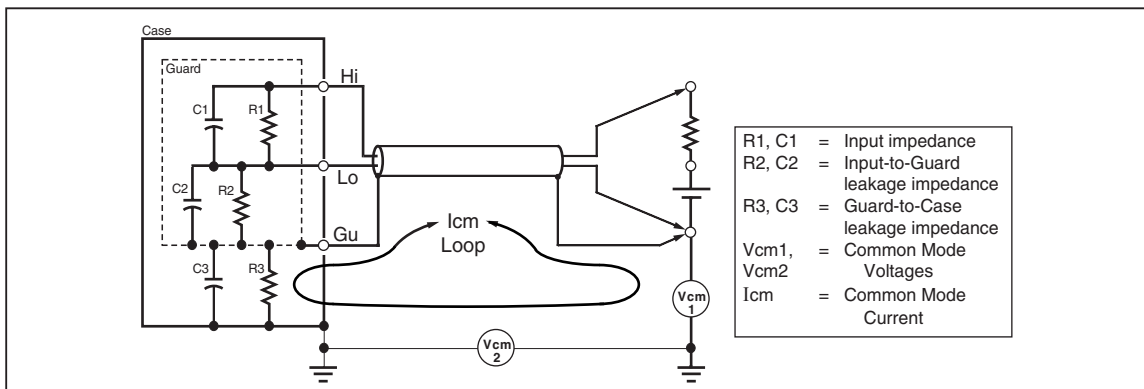 Case
Guard
Hi
C1
R1
Lo
C2
R2
Gu
C3
R3
Icm
Loop
Vcm
1
Vcm
2
R1, C1 = Input impedance
R2, C2 = Input-to-Guard
leakage impedance
R3, C3 = Guard-to-Case
leakage impedance
Vcm1, = Common Mode
Vcm2 Voltages
Icm = Common Mode
Current